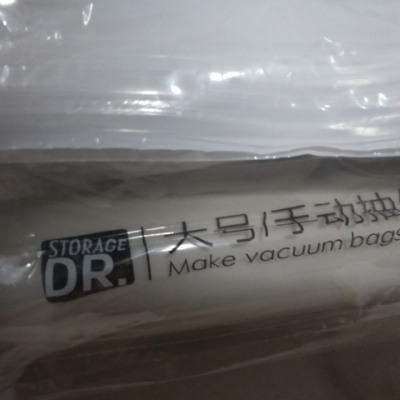 STORAGE
DR.
大号/手动抽
Make vacuum bags